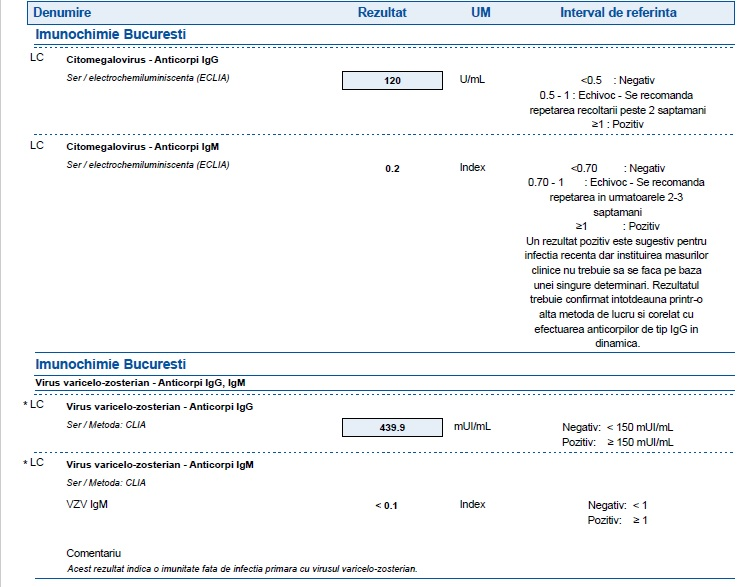 Denumire Rezultat UM Interval de referinta
Imunochimie Bucuresti
LC Citomegalovirus - Anticorpi IgG
Ser / electrochemiluminiscenta (ECLIA) 120 U/mL <0.5 : Negativ
0.5 - 1 : Echivoc - Se recomanda
repetarea recoltarii peste 2 saptamani
≥1 : Pozitiv
LC Citomegalovirus - Anticorpi IgM
Ser / electrochemiluminiscenta (ECLIA) 0.2 Index <0.70 : Negativ
0.70 - 1 : Echivoc - Se recomanda
repetarea in urmatoarele 2-3
saptamani
≥1 : Pozitiv
Un rezultat pozitiv este sugestiv pentru
infectia recenta dar instituirea masurilor
clinice nu trebuie sa se faca pe baza
unei singure determinari. Rezultatul
trebuie confirmat intotdeauna printr-o
alta metoda de lucru si corelat cu
efectuarea anticorpilor de tip IgG in
dinamica.
Imunochimie Bucuresti
Virus varicelo-zosterian - Anticorpi IgG, IgM
* LC Virus varicelo-zosterian - Anticorpi IgG
Ser / Metoda: CLIA 439.9 mUI/mL Negativ: < 150 mUI/mL
Pozitiv: ≥ 150 mUI/mL
* LC Virus varicelo-zosterian - Anticorpi IgM
Ser / Metoda: CLIA
VZV IgM < 0.1 Index Negativ: < 1
Pozitiv: ≥ 1
Comentariu
Acest rezultat indica o imunitate fata de infectia primara cu virusul varicelo-zosterian.